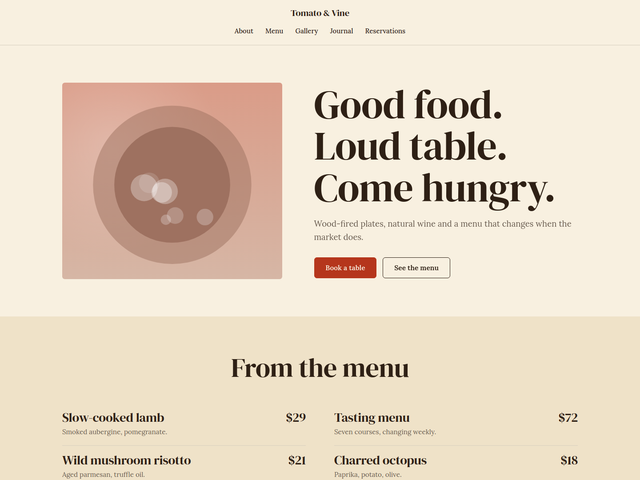 Tomato & Vine
About Menu Gallery Journal Reservations
Good food.
Loud table.
Come hungry.
Wood-fired plates, natural wine and a menu that changes when the
market does.
Book a table See the menu
From the menu
Slow-cooked lamb $29
Smoked aubergine, pomegranate.
Tasting menu $72
Seven courses, changing weekly.
Wild mushroom risotto $21
Aged parmesan, truffle oil.
Charred octopus $18
Paprika, potato, olive.